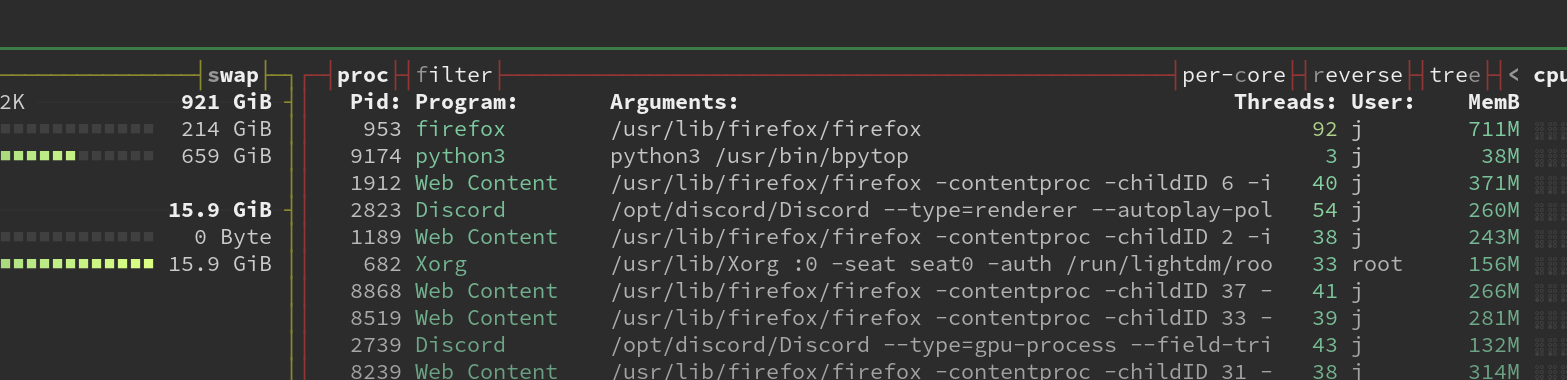 swap proc filter per-core reverse tree < cpu
2K 921 GiB Pid: Program: Arguments: Threads: User: MemB
214 GiB 953 firefox /usr/lib/firefox/firefox 92 j 711M
659 GiB 9174 python3 python3 /usr/bin/bpytop 3 j 38M
1912 Web Content /usr/lib/firefox/firefox -contentproc -childID 6 -i 40 j 371M
15.9 GiB 2823 Discord /opt/discord/Discord --type=renderer --autoplay-pol 54 j 260M
0 Byte 1189 Web Content /usr/lib/firefox/firefox -contentproc -childID 2 -i 38 j 243M
15.9 GiB 682 Xorg /usr/lib/Xorg :0 -seat seat0 -auth /run/lightdm/roo 33 root 156M
8868 Web Content /usr/lib/firefox/firefox -contentproc -childID 37 - 41 j 266M
8519 Web Content /usr/lib/firefox/firefox -contentproc -childID 33 - 39 j 281M
2739 Discord /opt/discord/Discord --type=gpu-process --field-tri 43 j 132M
8239 Web Content /usr/lib/firefox/firefox -contentproc -childID 31 - 38 j 314M